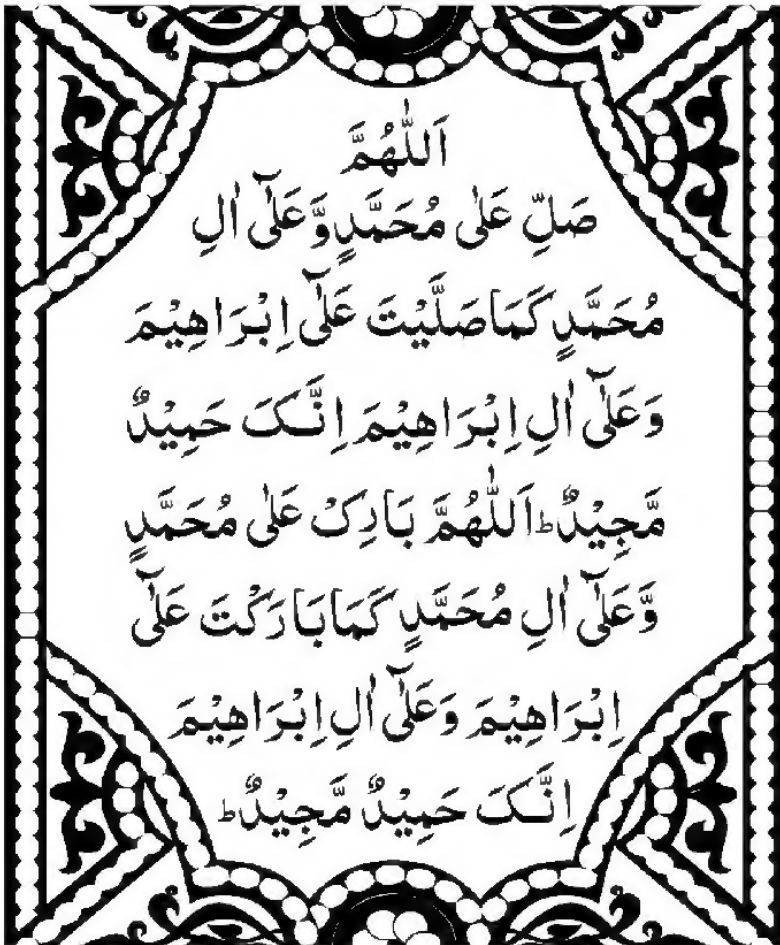 اَللّٰهُمَّ
صَلِّ عَلٰی مُحَمَّدٍ وَّعَلٰۤی اٰلِ
مُحَمَّدٍ کَمَا صَلَّیْتَ عَلٰۤی اِبْرَاهِیْمَ
وَعَلٰۤی اٰلِ اِبْرَاهِیْمَ اِنَّکَ حَمِیْدٌ
مَّجِیْدٌ ؕ اَللّٰهُمَّ بَارِکْ عَلٰی مُحَمَّدٍ
وَّعَلٰۤی اٰلِ مُحَمَّدٍ کَمَا بَارَکْتَ عَلٰۤی
اِبْرَاهِیْمَ وَعَلٰۤی اٰلِ اِبْرَاهِیْمَ
اِنَّکَ حَمِیْدٌ مَّجِیْدٌ ؕ